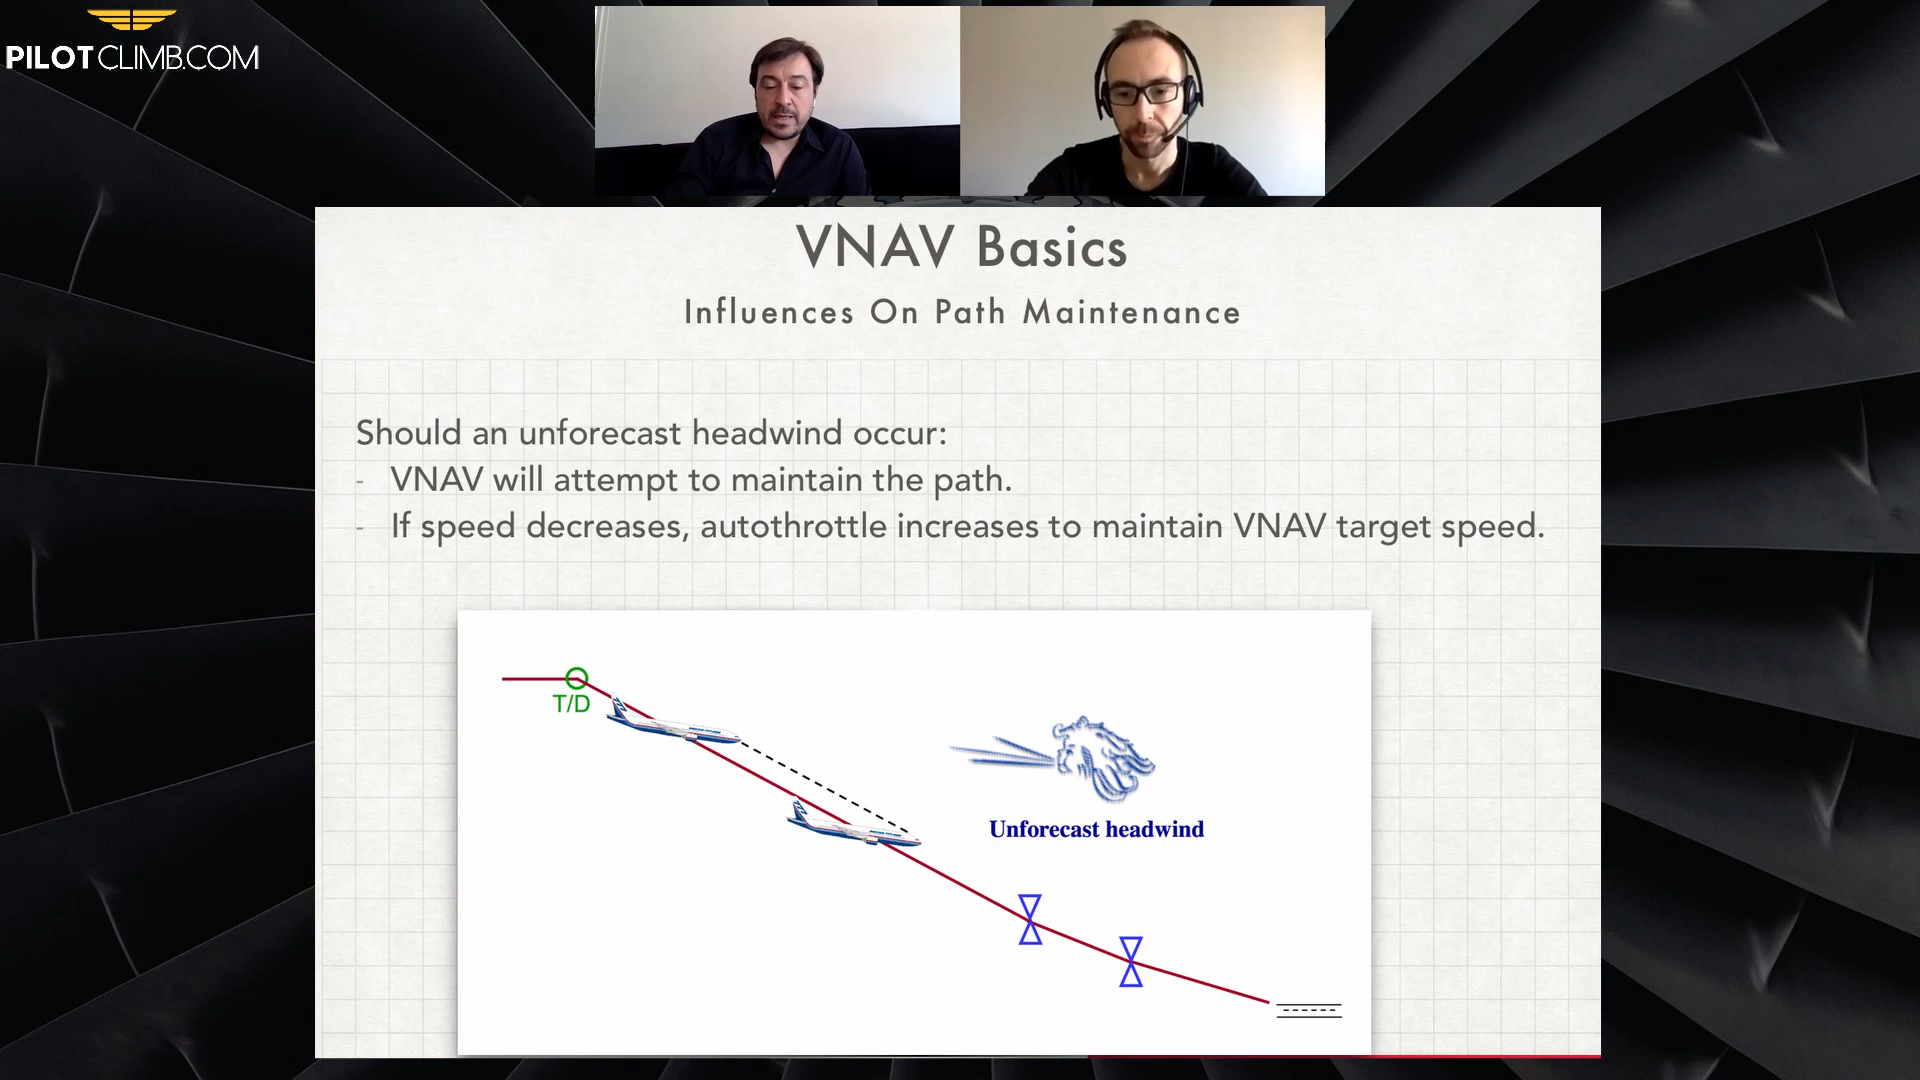 PILOTCLIMB.COM
VNAV Basics
Influences On Path Maintenance
Should an unforecast headwind occur:
- VNAV will attempt to maintain the path.
- If speed decreases, autothrottle increases to maintain VNAV target speed.
T/D
Unforecast headwind